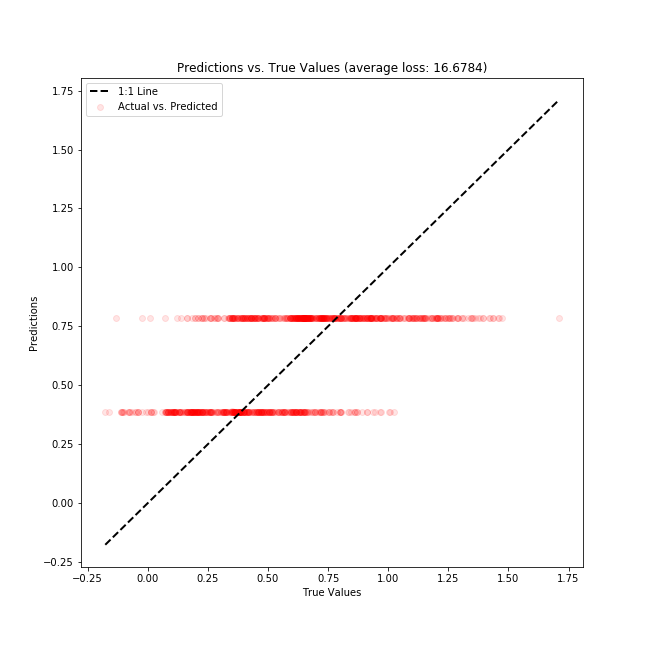 Predictions vs. True Values (average loss: 16.6784)
1:1 Line
Actual vs. Predicted
1.75
1.50
1.25
1.00
0.75
0.50
0.25
0.00
−0.25
Predictions
−0.25 0.00 0.25 0.50 0.75 1.00 1.25 1.50 1.75
True Values